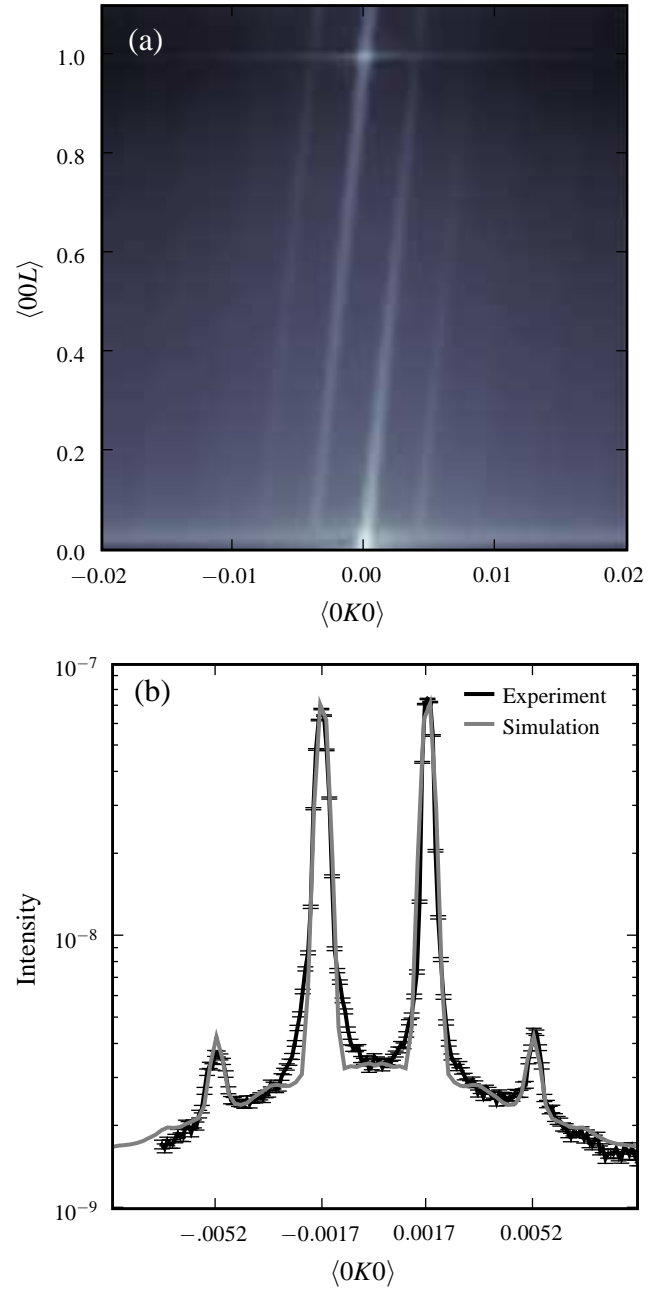 (a)
1.0
0.8
0.6
0.4
0.2
0.0
⟨00L⟩
−0.02 −0.01 0.00 0.01 0.02
⟨0K0⟩
(b)
Experiment
Simulation
10⁻⁷
10⁻⁸
10⁻⁹
Intensity
−.0052 −0.0017 0.0017 0.0052
⟨0K0⟩